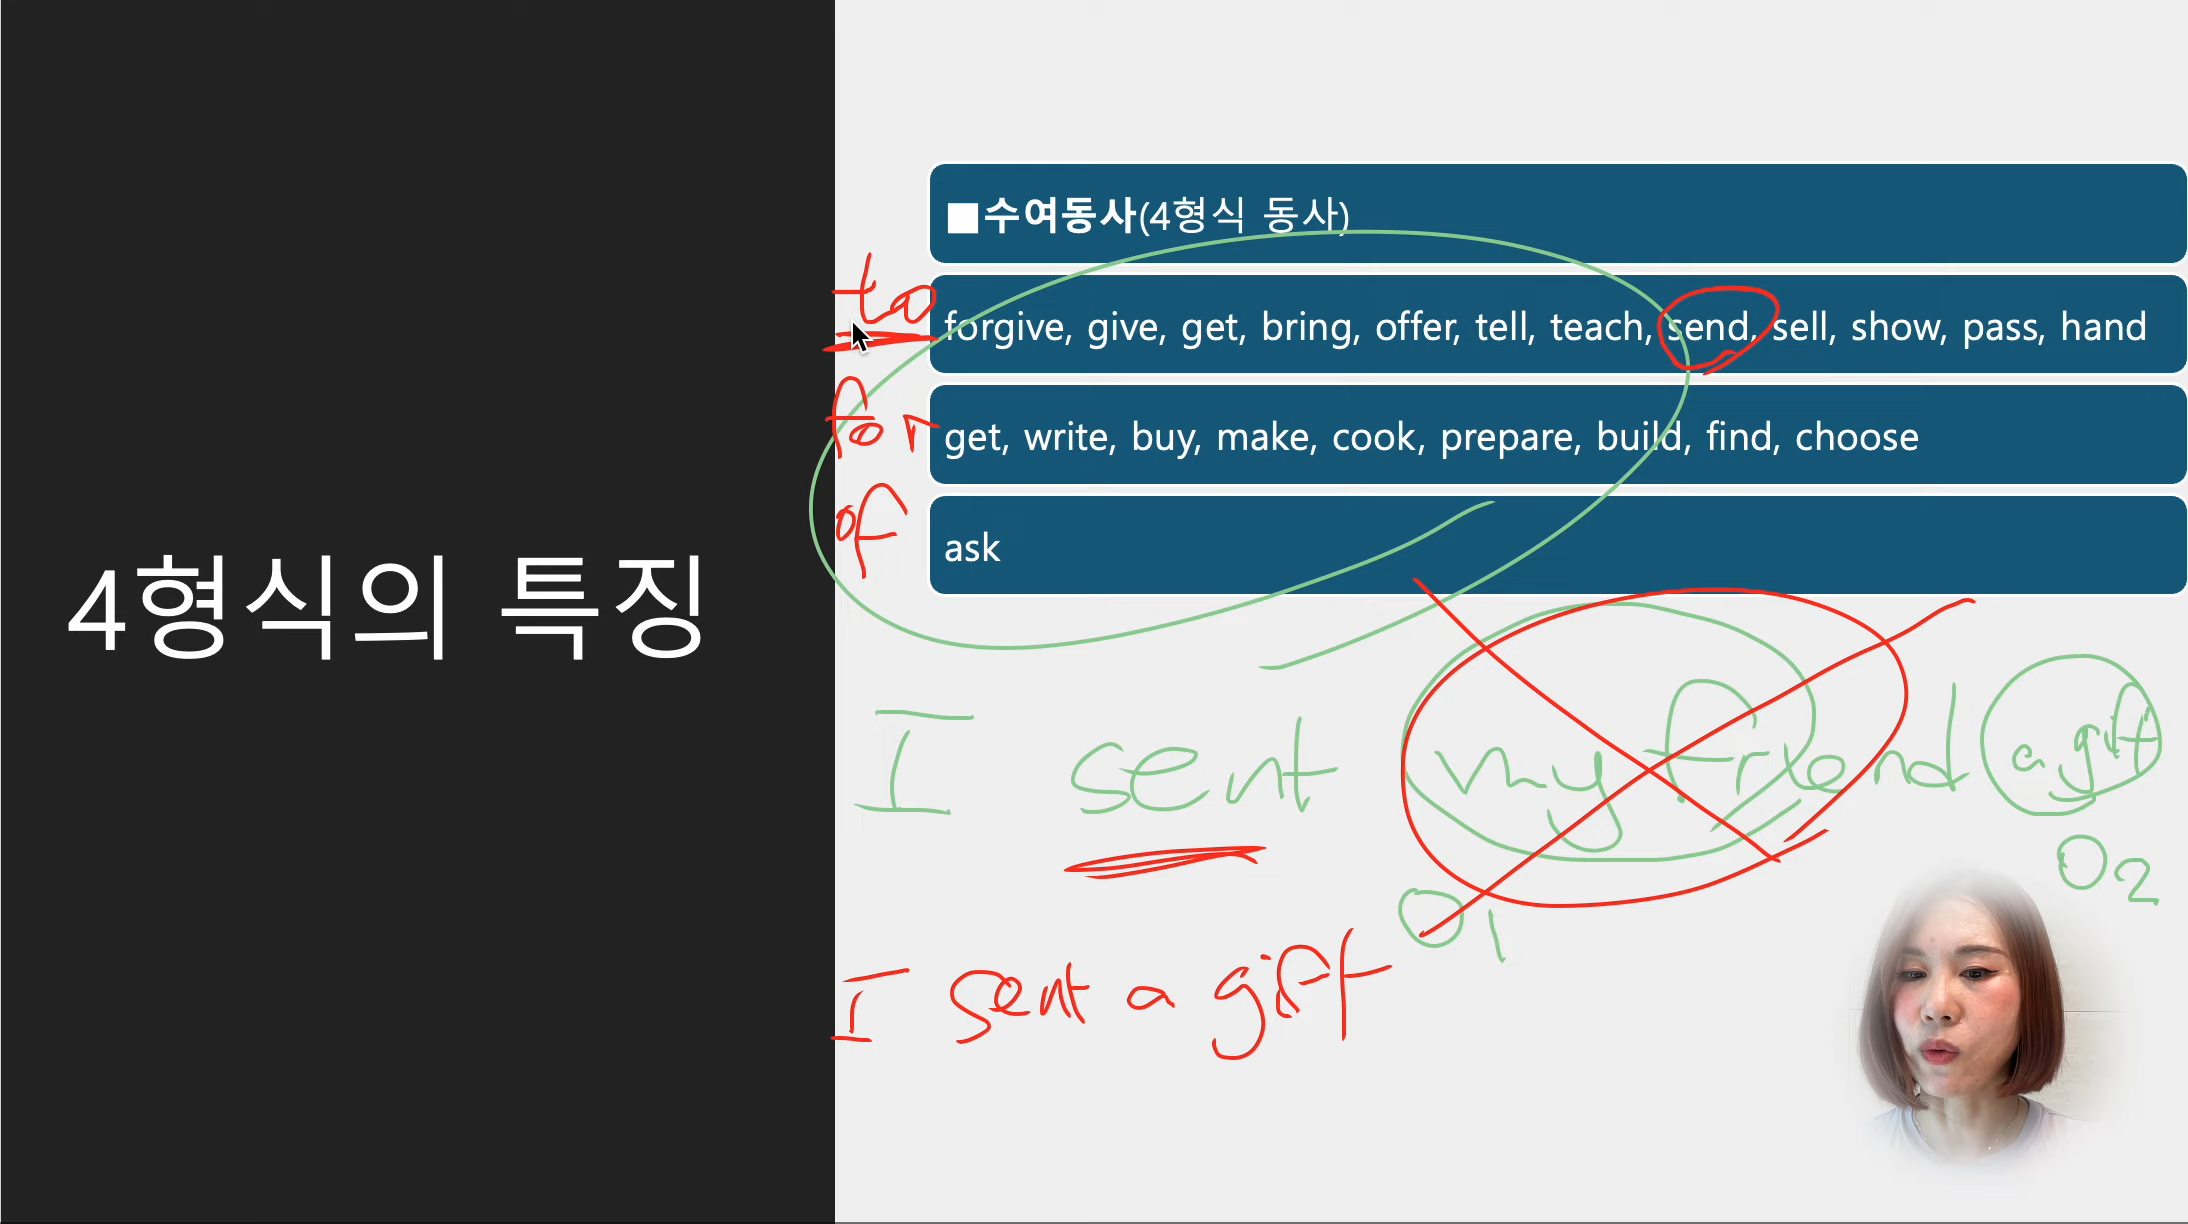 4형식의 특징
■수여동사(4형식 동사)
to
forgive, give, get, bring, offer, tell, teach, send, sell, show, pass, hand
for
get, write, buy, make, cook, prepare, build, find, choose
of
ask
I sent my friend a gift
O1 O2
I sent a gift